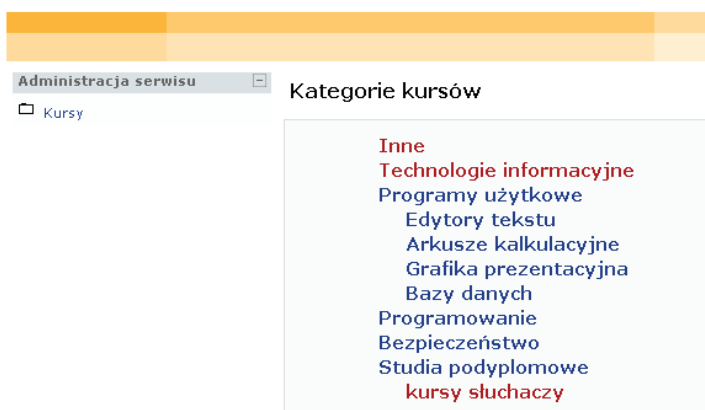 Administracja serwisu
Kursy
Kategorie kursów
Inne
Technologie informacyjne
Programy użytkowe
Edytory tekstu
Arkusze kalkulacyjne
Grafika prezentacyjna
Bazy danych
Programowanie
Bezpieczeństwo
Studia podyplomowe
kursy słuchaczy